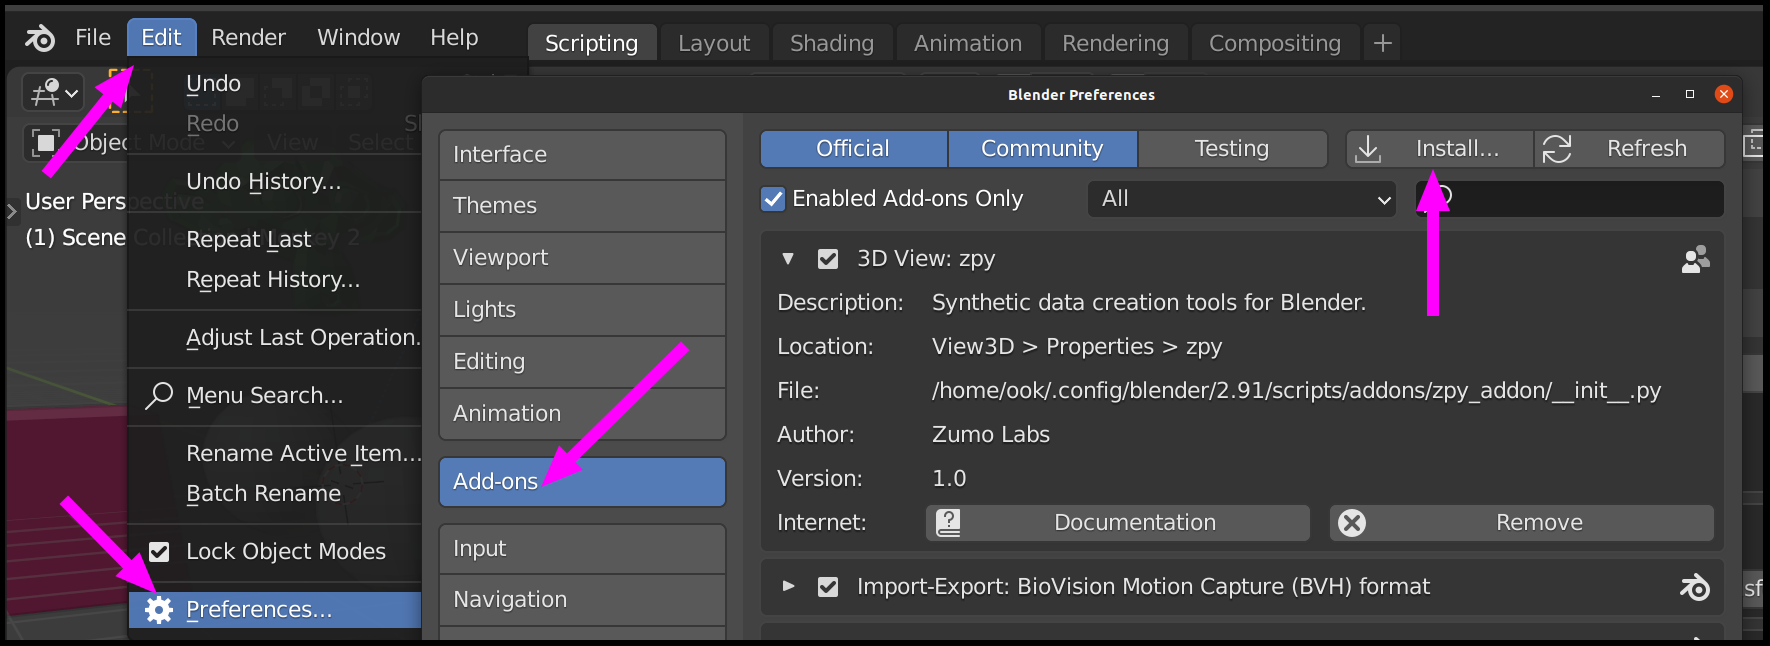 File Edit Render Window Help Scripting Layout Shading Animation Rendering Compositing +
Undo
Redo
Object Mode View Select
Undo History...
User Perspective
(1) Scene Collection | Monkey 2
Repeat Last
Repeat History...
Adjust Last Operation.
Menu Search...
Rename Active Item...
Batch Rename
Lock Object Modes
Preferences...
Blender Preferences
Interface
Themes
Viewport
Lights
Editing
Animation
Add-ons
Input
Navigation
Official Community Testing Install... Refresh
Enabled Add-ons Only All
3D View: zpy
Description: Synthetic data creation tools for Blender.
Location: View3D > Properties > zpy
File: /home/ook/.config/blender/2.91/scripts/addons/zpy_addon/__init__.py
Author: Zumo Labs
Version: 1.0
Internet: Documentation Remove
Import-Export: BioVision Motion Capture (BVH) format